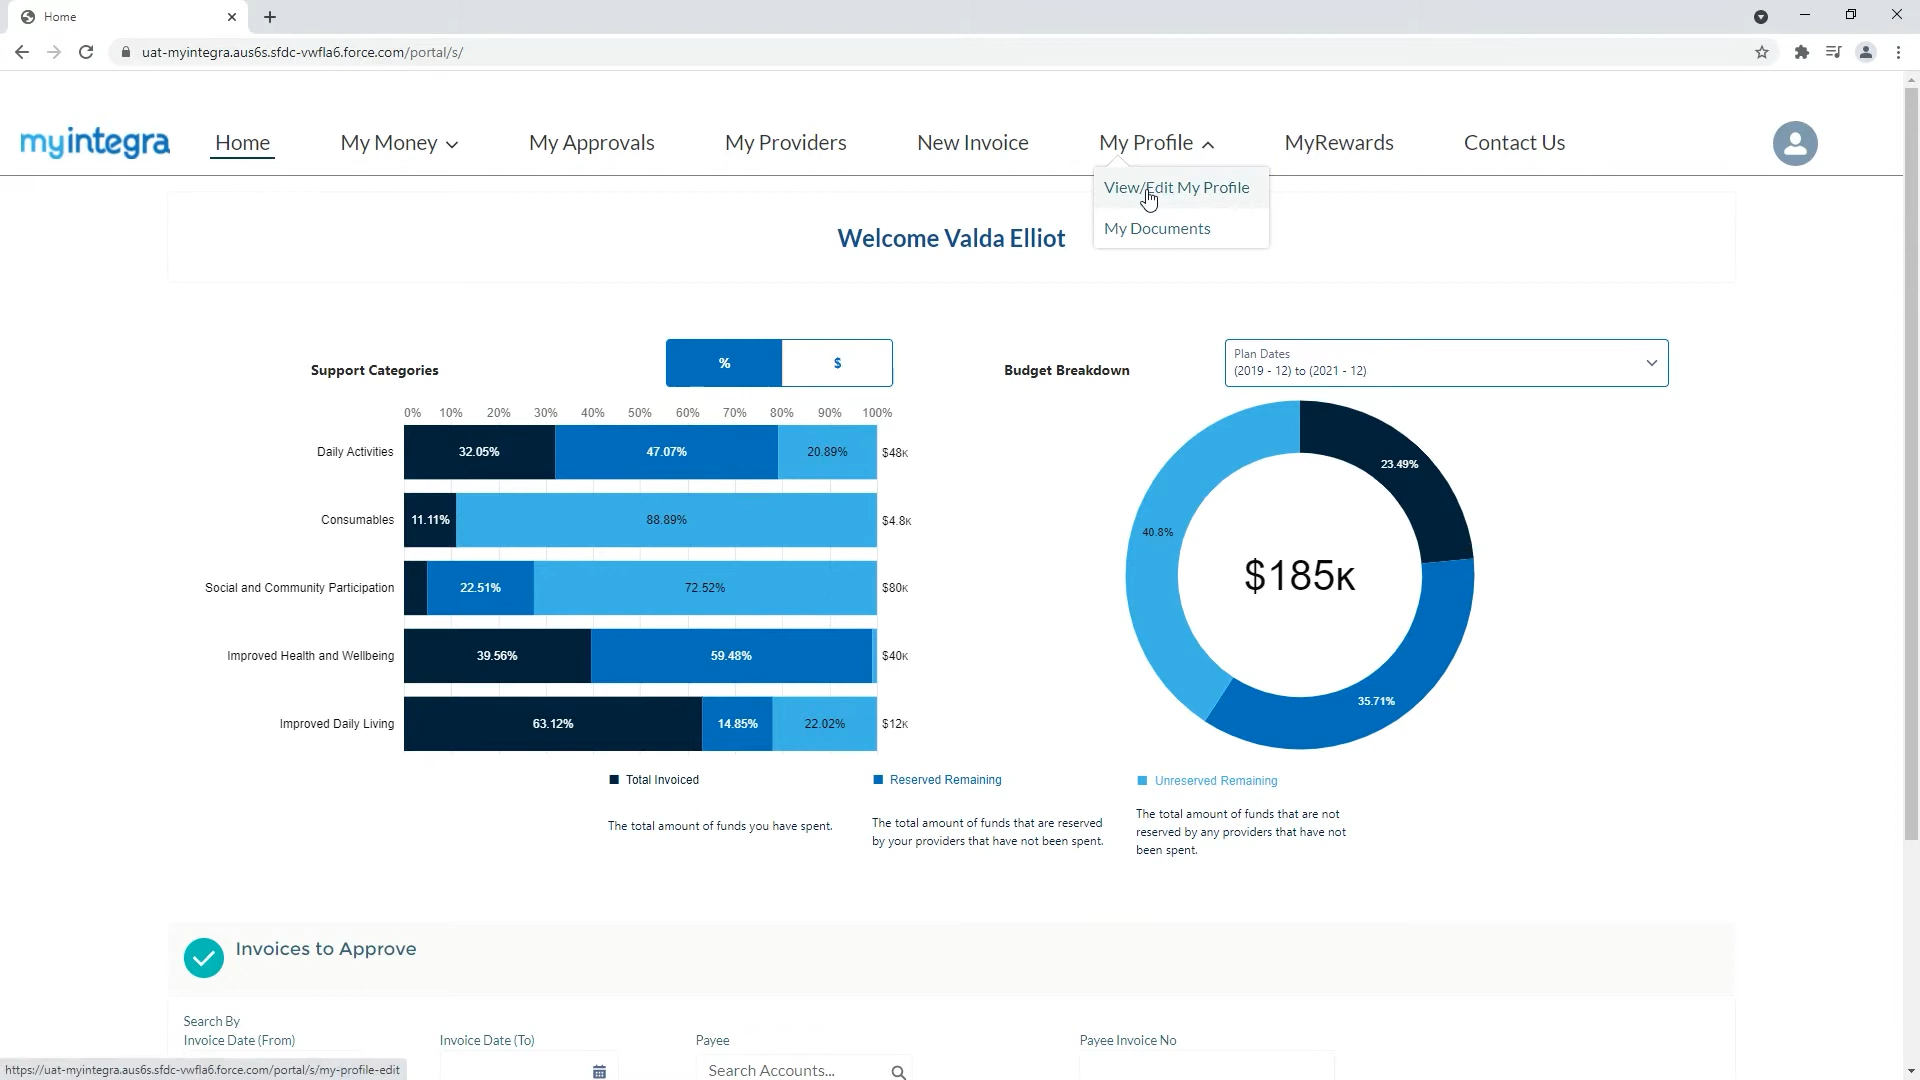 Home
uat-myintegra.aus6s.sfdc-vwfla6.force.com/portal/s/
myintegra
Home
My Money
My Approvals
My Providers
New Invoice
My Profile
MyRewards
Contact Us
View/Edit My Profile
My Documents
Welcome Valda Elliot
Support Categories
%
$
Budget Breakdown
Plan Dates
(2019 - 12) to (2021 - 12)
0% 10% 20% 30% 40% 50% 60% 70% 80% 90% 100%
Daily Activities 32.05% 47.07% 20.89% $48K
Consumables 11.11% 88.89% $4.8K
Social and Community Participation 22.51% 72.52% $80K
Improved Health and Wellbeing 39.56% 59.48% $40K
Improved Daily Living 63.12% 14.85% 22.02% $12K
23.49%
40.8%
$185K
35.71%
Total Invoiced
The total amount of funds you have spent.
Reserved Remaining
The total amount of funds that are reserved
by your providers that have not been spent.
Unreserved Remaining
The total amount of funds that are not
reserved by any providers that have not
been spent.
Invoices to Approve
Search By
Invoice Date (From)
Invoice Date (To)
Payee
Payee Invoice No
Search Accounts...
https://uat-myintegra.aus6s.sfdc-vwfla6.force.com/portal/s/my-profile-edit